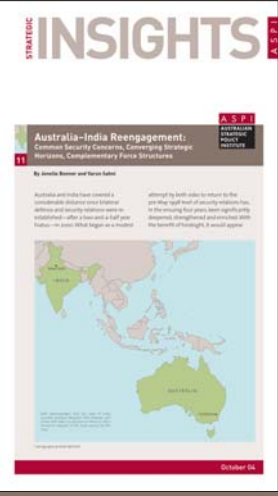 STRATEGIC
INSIGHTS
ASPI
ASPI
AUSTRALIAN
STRATEGIC
POLICY
INSTITUTE
11
Australia–India Reengagement:
Common Security Concerns, Converging Strategic
Horizons, Complementary Force Structures
By Jenelle Bonnor and Varun Sahni
Australia and India have covered a
considerable distance since bilateral
defence and security relations were re-
established—after a two-and-a-half year
hiatus—in 2000. What began as a modest
attempt by both sides to return to the
pre-May 1998 level of security relations has,
in the ensuing four years, been significantly
deepened, strengthened and enriched. With
the benefit of hindsight, it would appear
INDIA
AUSTRALIA
October 04